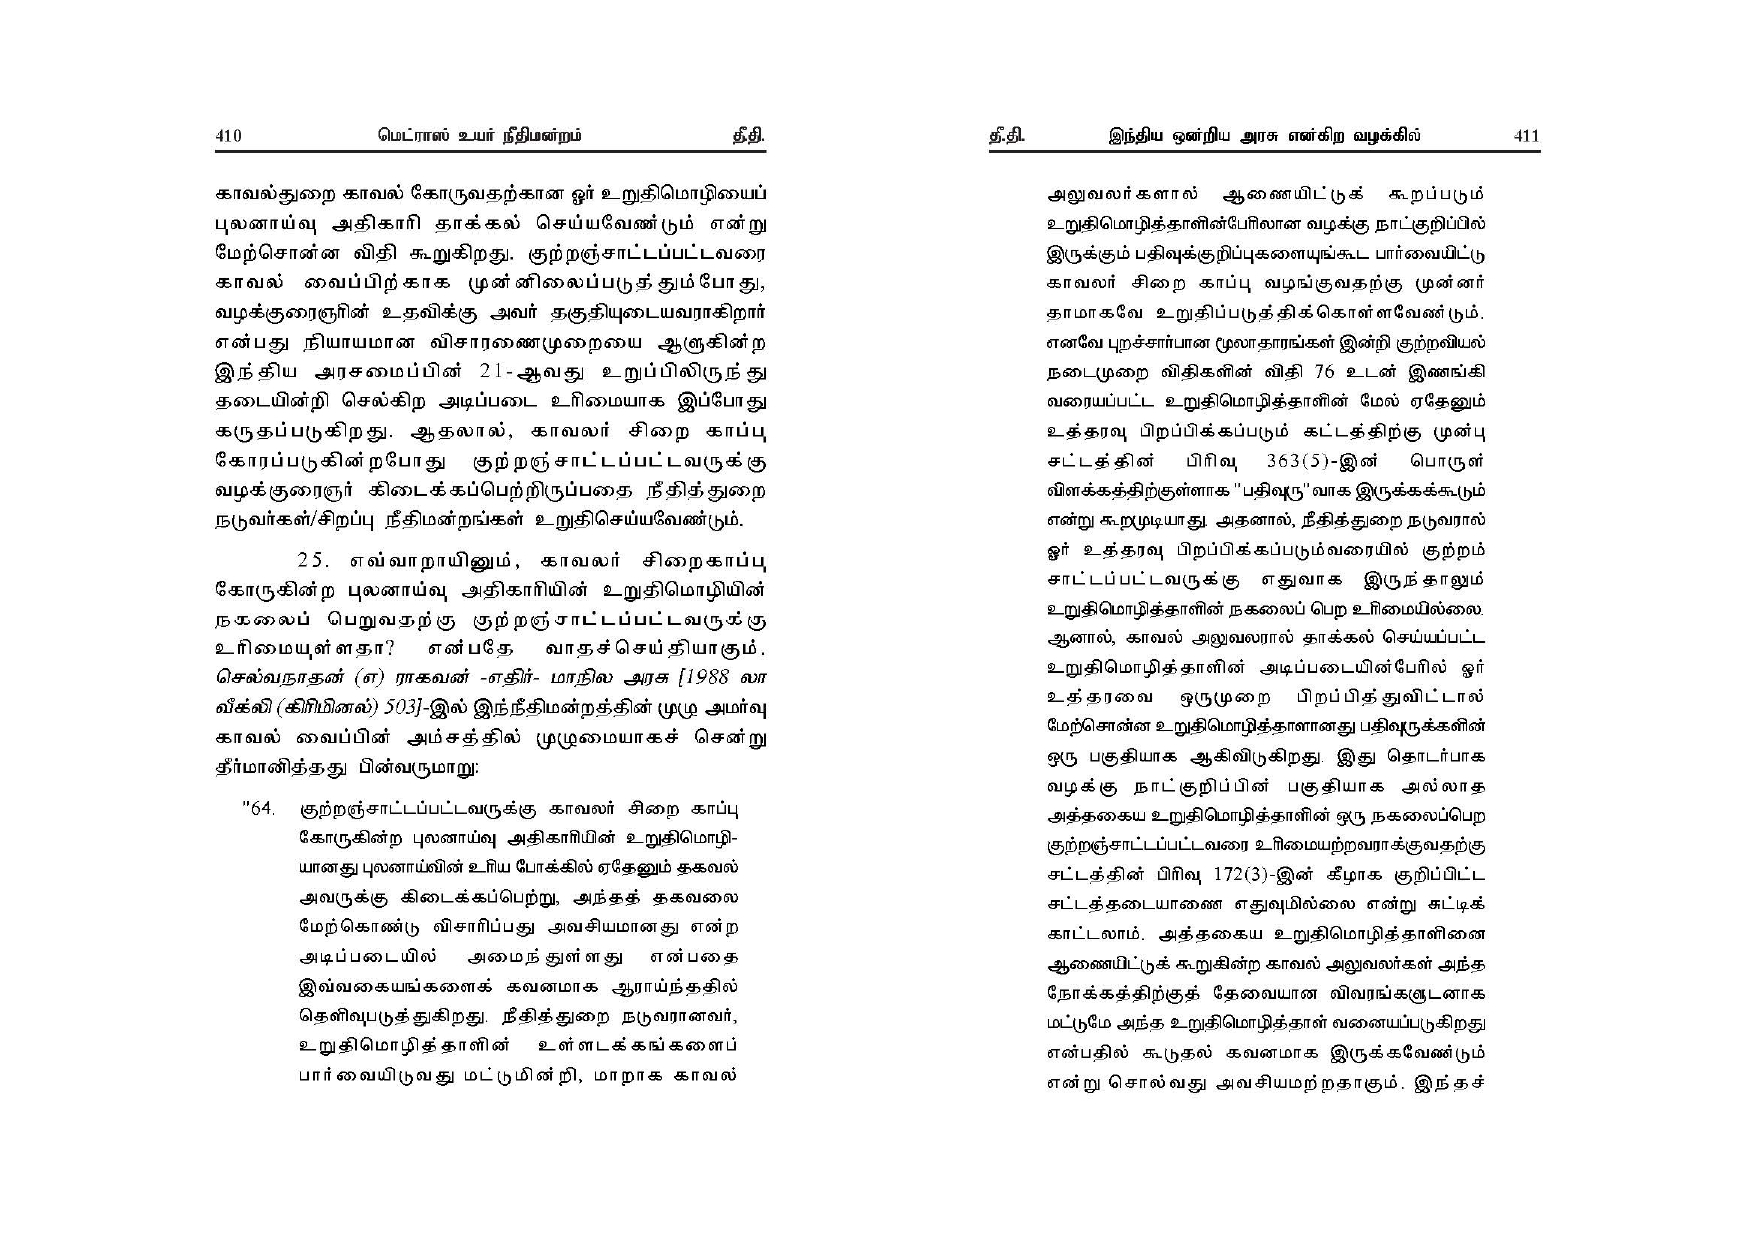 410 மெட்ராஸ் உயர் நீதிமன்றம் தீ.தி.
காவல்துறை காவல் கோருவதற்கான ஓர் உறுதிமொழியைப்
புலனாய்வு அதிகாரி தாக்கல் செய்யவேண்டும் என்று
மேற்சொன்ன விதி கூறுகிறது. குற்றஞ்சாட்டப்பட்டவரை
காவல் வைப்பிற்காக முன்னிலைப்படுத்தும்போது,
வழக்குரைஞரின் உதவிக்கு அவர் தகுதியுடையவராகிறார்
என்பது நியாயமான விசாரணைமுறையை ஆளுகின்ற
இந்திய அரசமைப்பின் 21-ஆவது உறுப்பிலிருந்து
தடையின்றி செல்கிற அடிப்படை உரிமையாக இப்போது
கருதப்படுகிறது. ஆதலால், காவலர் சிறை காப்பு
கோரப்படுகின்றபோது குற்றஞ்சாட்டப்பட்டவருக்கு
வழக்குரைஞர் கிடைக்கப்பெற்றிருப்பதை நீதித்துறை
நடுவர்கள்/சிறப்பு நீதிமன்றங்கள் உறுதிசெய்யவேண்டும்.
25. எவ்வாறாயினும், காவலர் சிறைகாப்பு
கோருகின்ற புலனாய்வு அதிகாரியின் உறுதிமொழியின்
நகலைப் பெறுவதற்கு குற்றஞ்சாட்டப்பட்டவருக்கு
உரிமையுள்ளதா? என்பதே வாதச்செய்தியாகும்.
செல்வநாதன் (எ) ராகவன் -எதிர்- மாநில அரசு [1988 லா
வீக்லி (கிரிமினல்) 503]-இல் இந்நீதிமன்றத்தின் முழு அமர்வு
காவல் வைப்பின் அம்சத்தில் முழுமையாகச் சென்று
தீர்மானித்தது பின்வருமாறு:
"64. குற்றஞ்சாட்டப்பட்டவருக்கு காவலர் சிறை காப்பு
கோருகின்ற புலனாய்வு அதிகாரியின் உறுதிமொழி-
யானது புலனாய்வின் உரிய போக்கில் ஏதேனும் தகவல்
அவருக்கு கிடைக்கப்பெற்று, அந்தத் தகவலை
மேற்கொண்டு விசாரிப்பது அவசியமானது என்ற
அடிப்படையில் அமைந்துள்ளது என்பதை
இவ்வகையங்களைக் கவனமாக ஆராய்ந்ததில்
தெளிவுபடுத்துகிறது. நீதித்துறை நடுவரானவர்,
உறுதிமொழித்தாளின் உள்ளடக்கங்களைப்
பார்வையிடுவது மட்டுமின்றி, மாறாக காவல்
தீ.தி. இந்திய ஒன்றிய அரசு என்கிற வழக்கில் 411
அலுவலர்களால் ஆணையிட்டுக் கூறப்படும்
உறுதிமொழித்தாளின்பேரிலான வழக்கு நாட்குறிப்பில்
இருக்கும் பதிவுக்குறிப்புகளையுங்கூட பார்வையிட்டு
காவலர் சிறை காப்பு வழங்குவதற்கு முன்னர்
தாமாகவே உறுதிப்படுத்திக்கொள்ளவேண்டும்.
எனவே புறச்சார்பான மூலாதாரங்கள் இன்றி குற்றவியல்
நடைமுறை விதிகளின் விதி 76 உடன் இணங்கி
வரையப்பட்ட உறுதிமொழித்தாளின் மேல் ஏதேனும்
உத்தரவு பிறப்பிக்கப்படும் கட்டத்திற்கு முன்பு
சட்டத்தின் பிரிவு 363(5)-இன் பொருள்
விளக்கத்திற்குள்ளாக "பதிவுரு"வாக இருக்கக்கூடும்
என்று கூறமுடியாது. அதனால், நீதித்துறை நடுவரால்
ஓர் உத்தரவு பிறப்பிக்கப்படும்வரையில் குற்றம்
சாட்டப்பட்டவருக்கு எதுவாக இருந்தாலும்
உறுதிமொழித்தாளின் நகலைப் பெற உரிமையில்லை.
ஆனால், காவல் அலுவலரால் தாக்கல் செய்யப்பட்ட
உறுதிமொழித்தாளின் அடிப்படையின்பேரில் ஓர்
உத்தரவை ஒருமுறை பிறப்பித்துவிட்டால்
மேற்சொன்ன உறுதிமொழித்தாளானது பதிவுருக்களின்
ஒரு பகுதியாக ஆகிவிடுகிறது. இது தொடர்பாக
வழக்கு நாட்குறிப்பின் பகுதியாக அல்லாத
அத்தகைய உறுதிமொழித்தாளின் ஒரு நகலைப்பெற
குற்றஞ்சாட்டப்பட்டவரை உரிமையற்றவராக்குவதற்கு
சட்டத்தின் பிரிவு 172(3)-இன் கீழாக குறிப்பிட்ட
சட்டத்தடையாணை எதுவுமில்லை என்று சுட்டிக்
காட்டலாம். அத்தகைய உறுதிமொழித்தாளினை
ஆணையிட்டுக் கூறுகின்ற காவல் அலுவலர்கள் அந்த
நோக்கத்திற்குத் தேவையான விவரங்களுடனாக
மட்டுமே அந்த உறுதிமொழித்தாள் வனையப்படுகிறது
என்பதில் கூடுதல் கவனமாக இருக்கவேண்டும்
என்று சொல்வது அவசியமற்றதாகும். இந்தச்